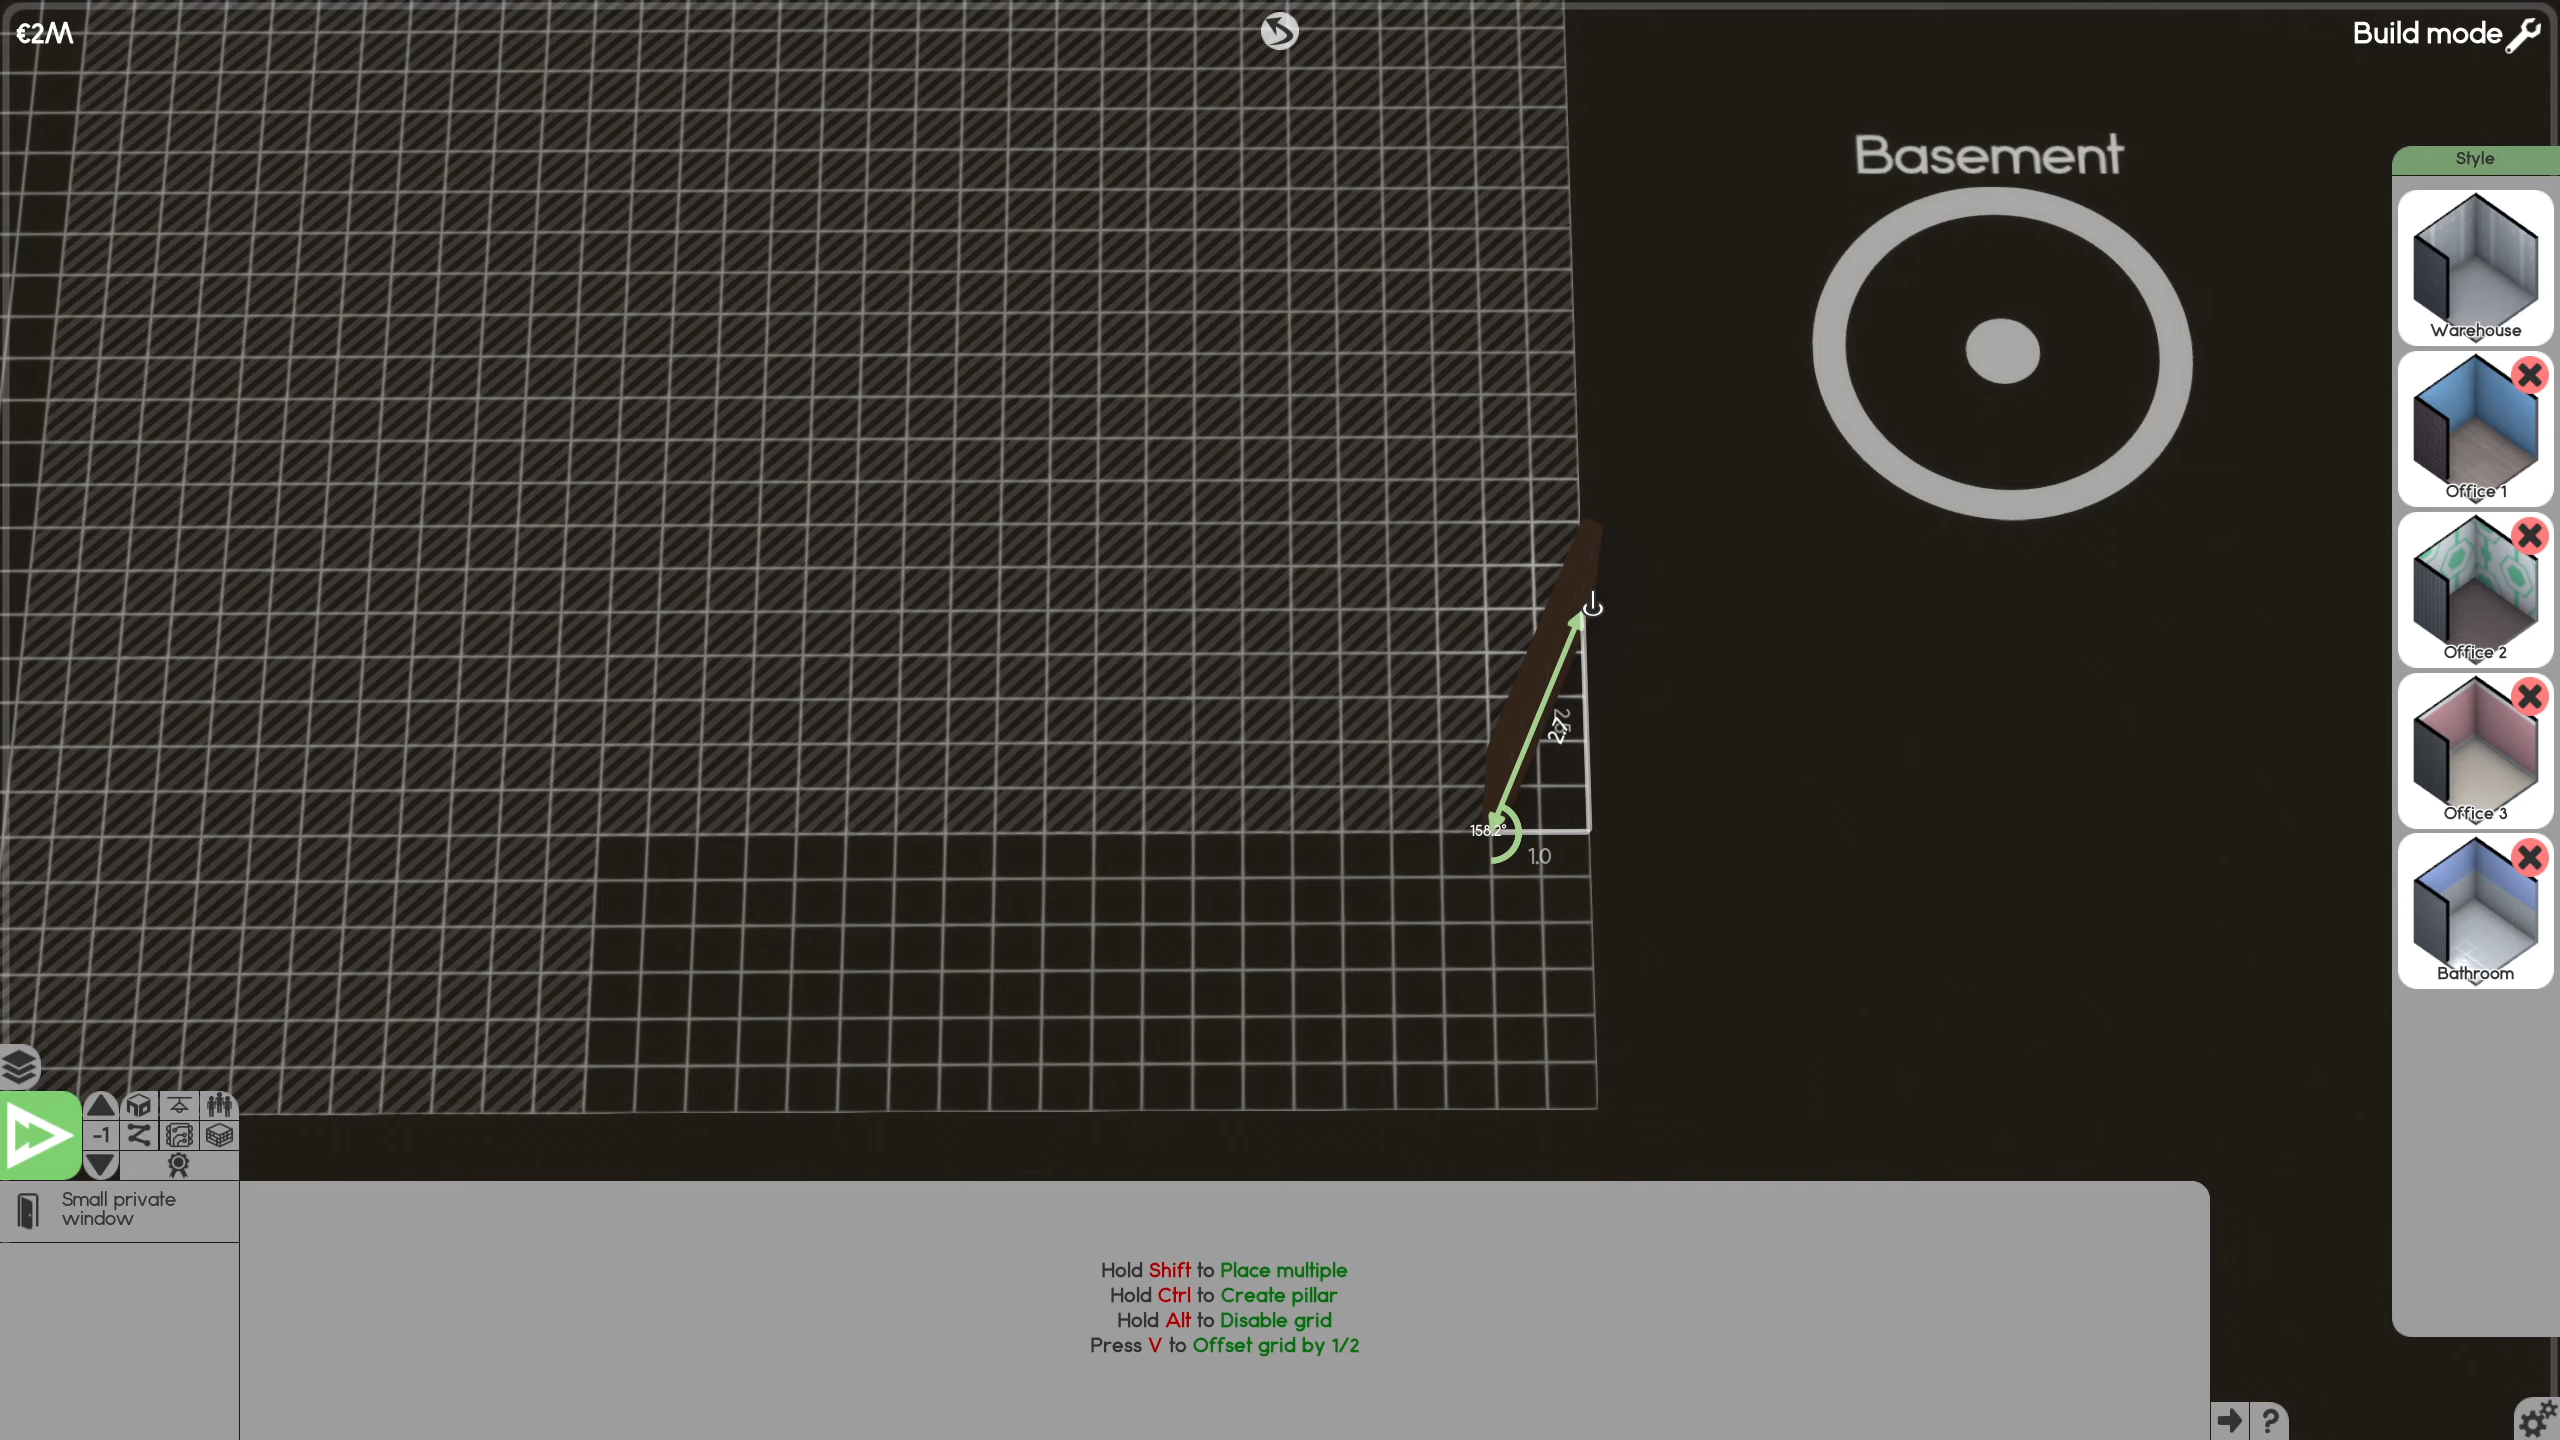 €2M
Build mode
Basement
Style
Warehouse
Office 1
Office 2
Office 3
Bathroom
2.7
158.2°
1.0
-1
Small private
window
Hold Shift to Place multiple
Hold Ctrl to Create pillar
Hold Alt to Disable grid
Press V to Offset grid by 1/2
?